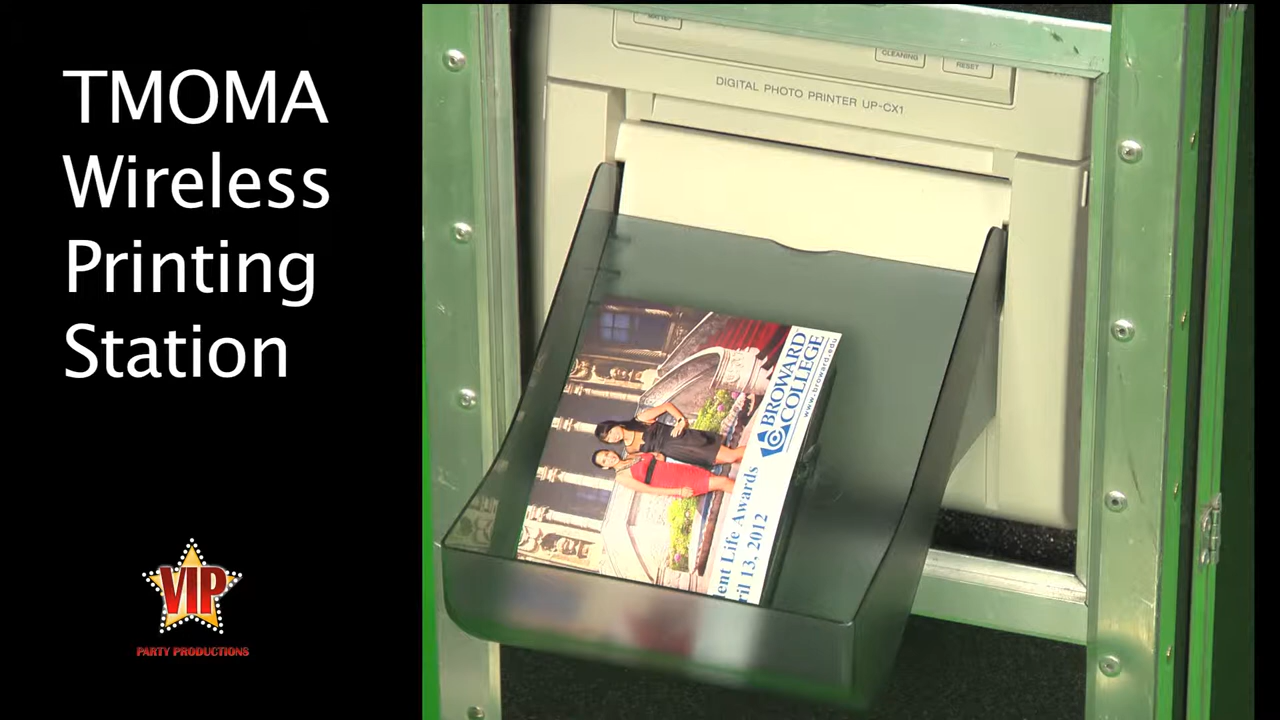 TMOMA
Wireless
Printing
Station
VIP
PARTY PRODUCTIONS
CLEANING
RESET
DIGITAL PHOTO PRINTER UP-CX1
BROWARD
COLLEGE
www.broward.edu
ent Life Awards
ril 13, 2012